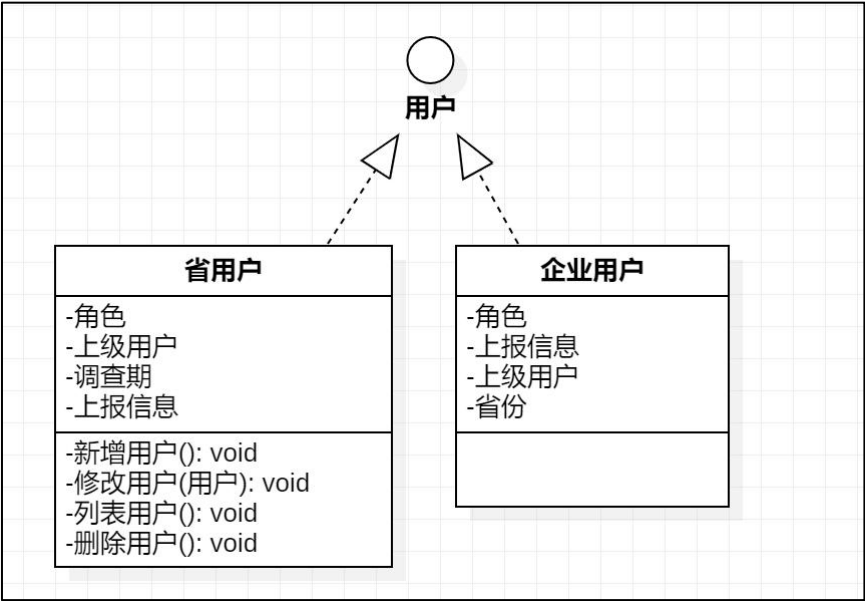 用户
省用户
-角色
-上级用户
-调查期
-上报信息
-新增用户(): void
-修改用户(用户): void
-列表用户(): void
-删除用户(): void
企业用户
-角色
-上报信息
-上级用户
-省份